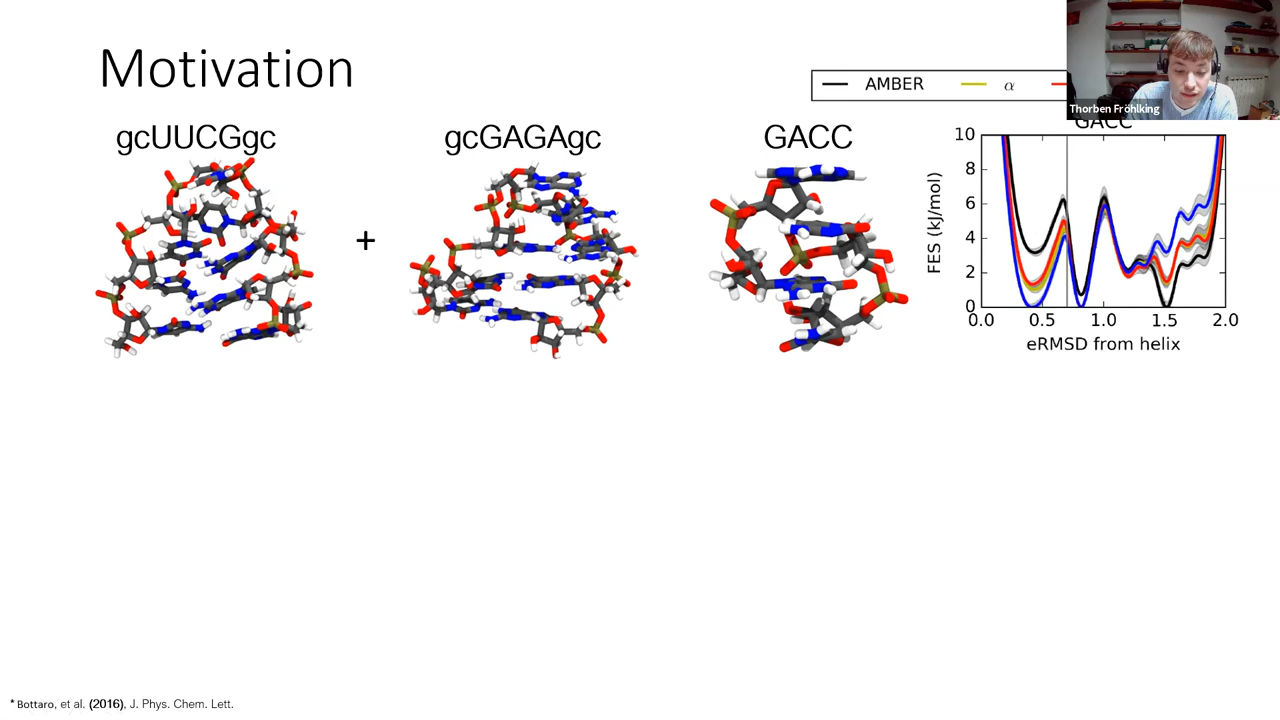 Motivation
AMBER α
Thorben Fröhlking
gcUUCGgc
gcGAGAgc
GACC
GACC
+
FES (kJ/mol)
10
8
6
4
2
0
0.0 0.5 1.0 1.5 2.0
eRMSD from helix
* Bottaro, et al. (2016), J. Phys. Chem. Lett.